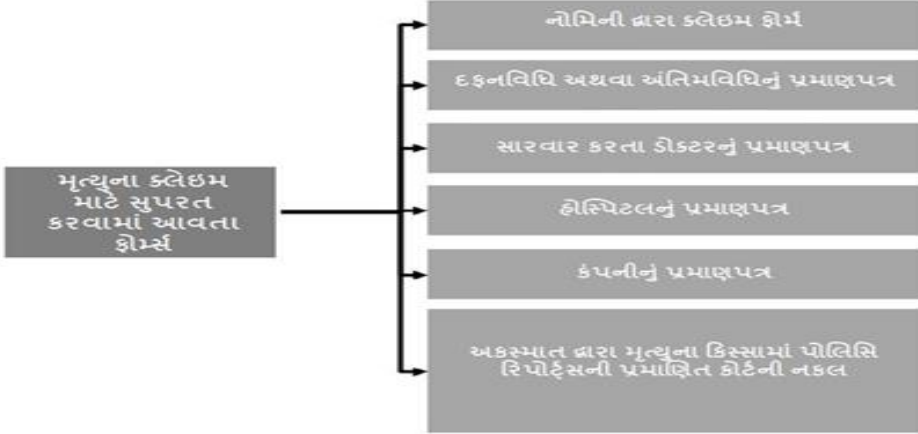 મૃત્યુના ક્લેઇમ
માટે સુપરત
કરવામાં આવતા
ફોર્મ્સ
નોમિની દ્વારા ક્લેઇમ ફોર્મ
દફનવિધિ અથવા અંતિમવિધિનું પ્રમાણપત્ર
સારવાર કરતા ડોક્ટરનું પ્રમાણપત્ર
હોસ્પિટલનું પ્રમાણપત્ર
કંપનીનું પ્રમાણપત્ર
અકસ્માત દ્વારા મૃત્યુના કિસ્સામાં પોલિસિ
રિપોર્ટ્સની પ્રમાણિત કોર્ટની નકલ